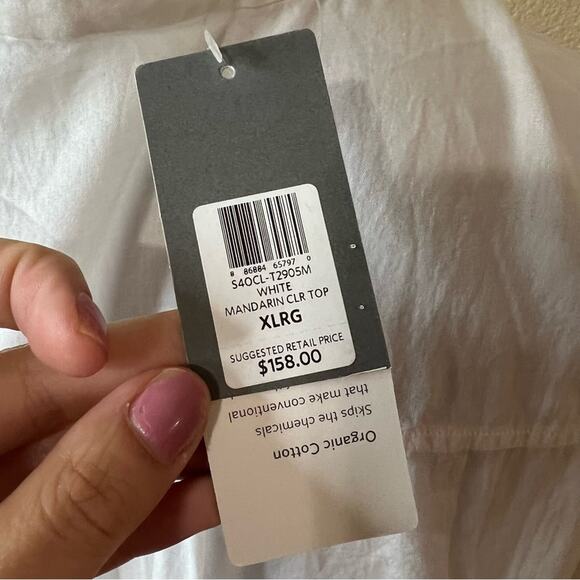 8 86884 65797 0
S4OCL-T2905M
WHITE
MANDARIN CLR TOP
XLRG
SUGGESTED RETAIL PRICE
$158.00
Organic Cotton
Skips the chemicals
that make conventional